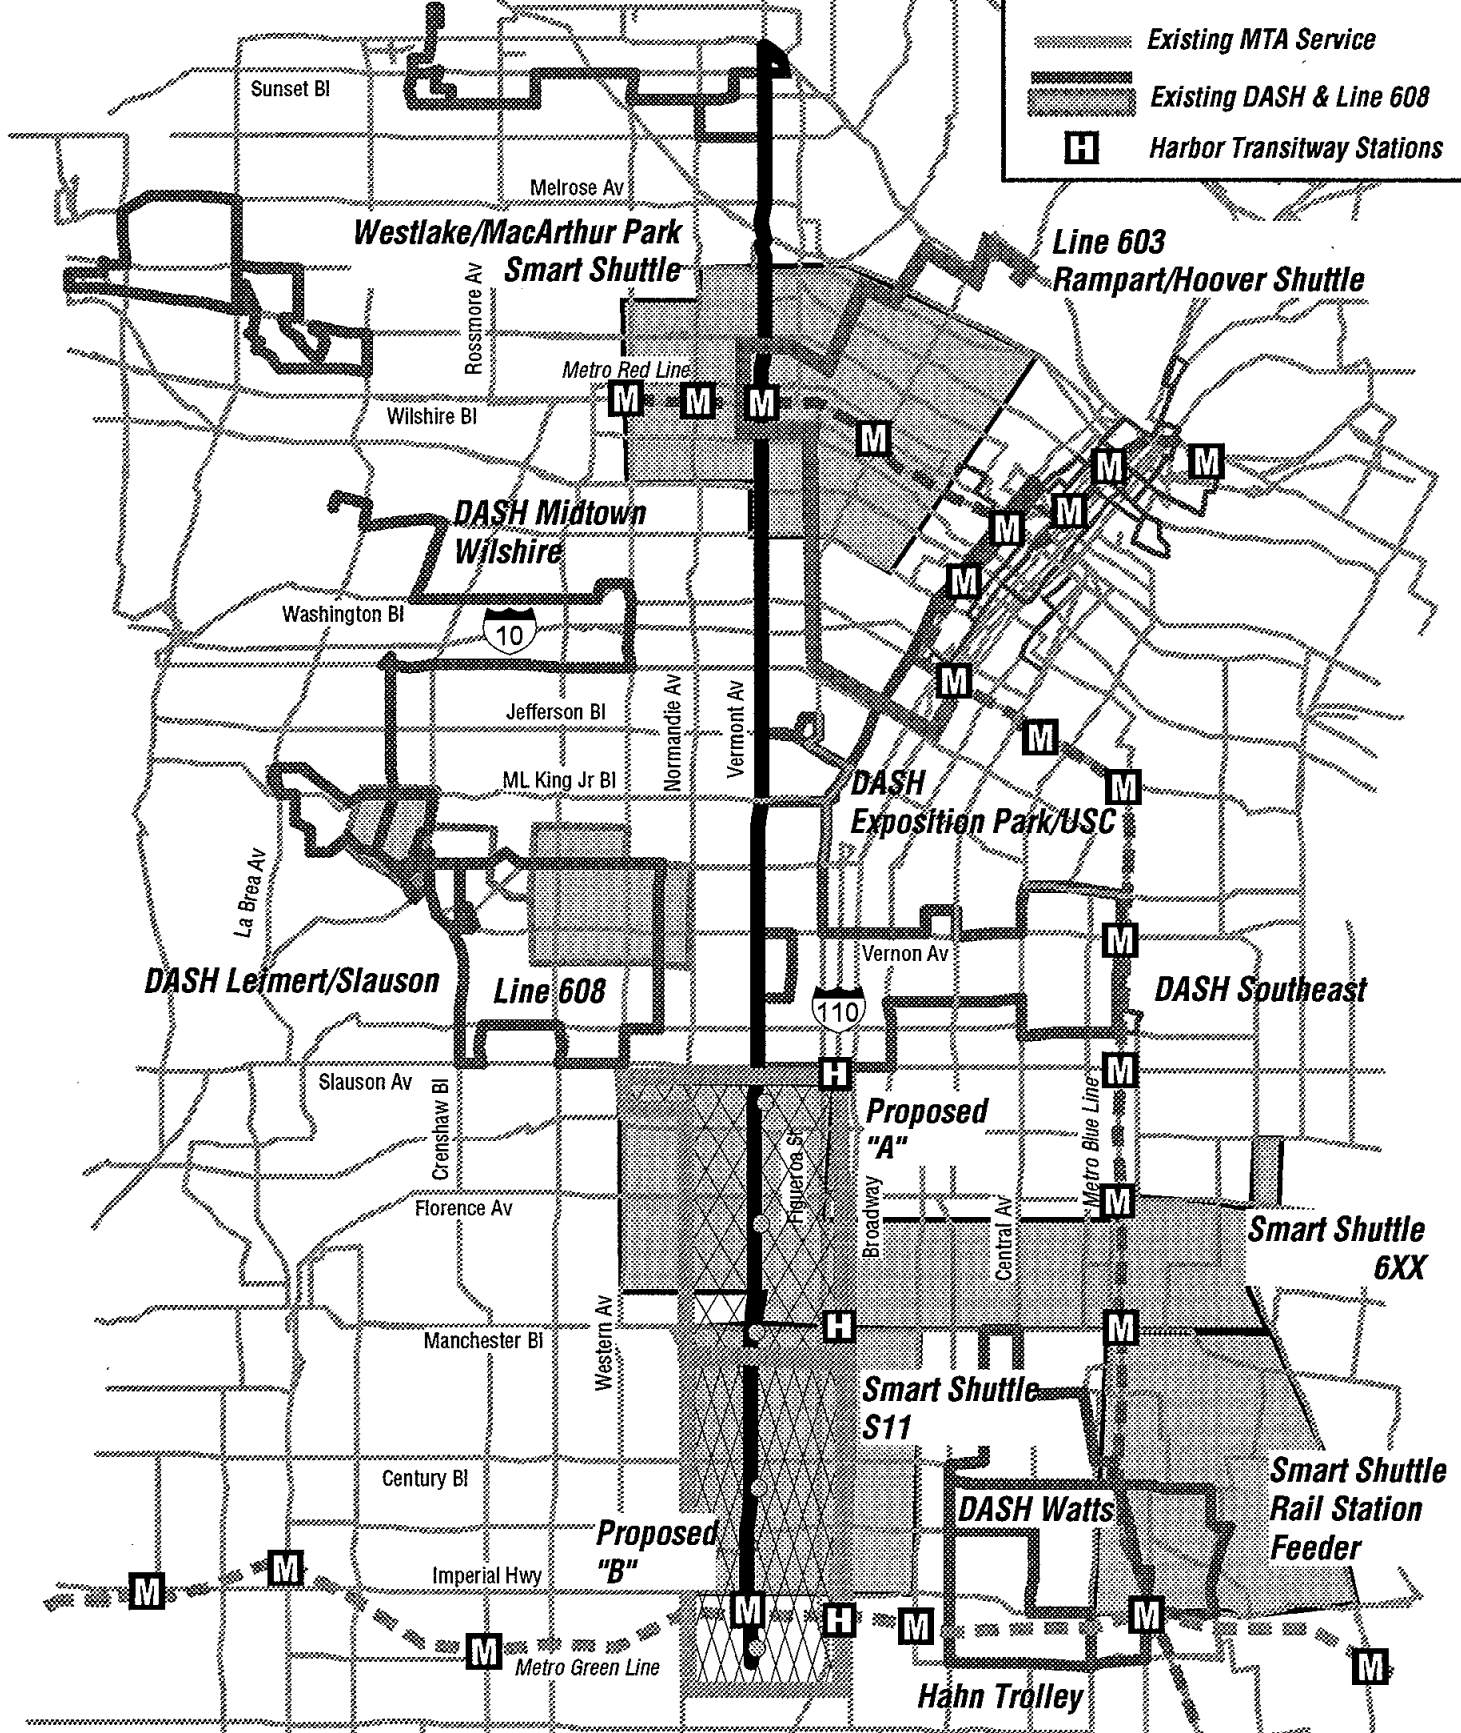 Existing MTA Service
Existing DASH & Line 608
H
Harbor Transitway Stations
Sunset Bl
Melrose Av
Westlake/MacArthur Park
Smart Shuttle
Line 603
Rampart/Hoover Shuttle
Rossmore Av
Metro Red Line
M
M
M
M
Wilshire Bl
M
M
M
M
M
DASH Midtown
Wilshire
Washington Bl
10
M
Jefferson Bl
Normandie Av
Vermont Av
M
M
ML King Jr Bl
DASH
Exposition Park/USC
La Brea Av
M
Vernon Av
DASH Leimert/Slauson
Line 608
110
DASH Southeast
H
M
Slauson Av
Crenshaw Bl
Proposed
"A"
Figueroa St
Metro Blue Line
Broadway
M
Florence Av
Central Av
Smart Shuttle
6XX
Western Av
H
M
Manchester Bl
Smart Shuttle
S11
Century Bl
Smart Shuttle
Rail Station
Feeder
DASH Watts
Proposed
"B"
Imperial Hwy
M
M
M
H
M
M
M
M
Metro Green Line
Hahn Trolley